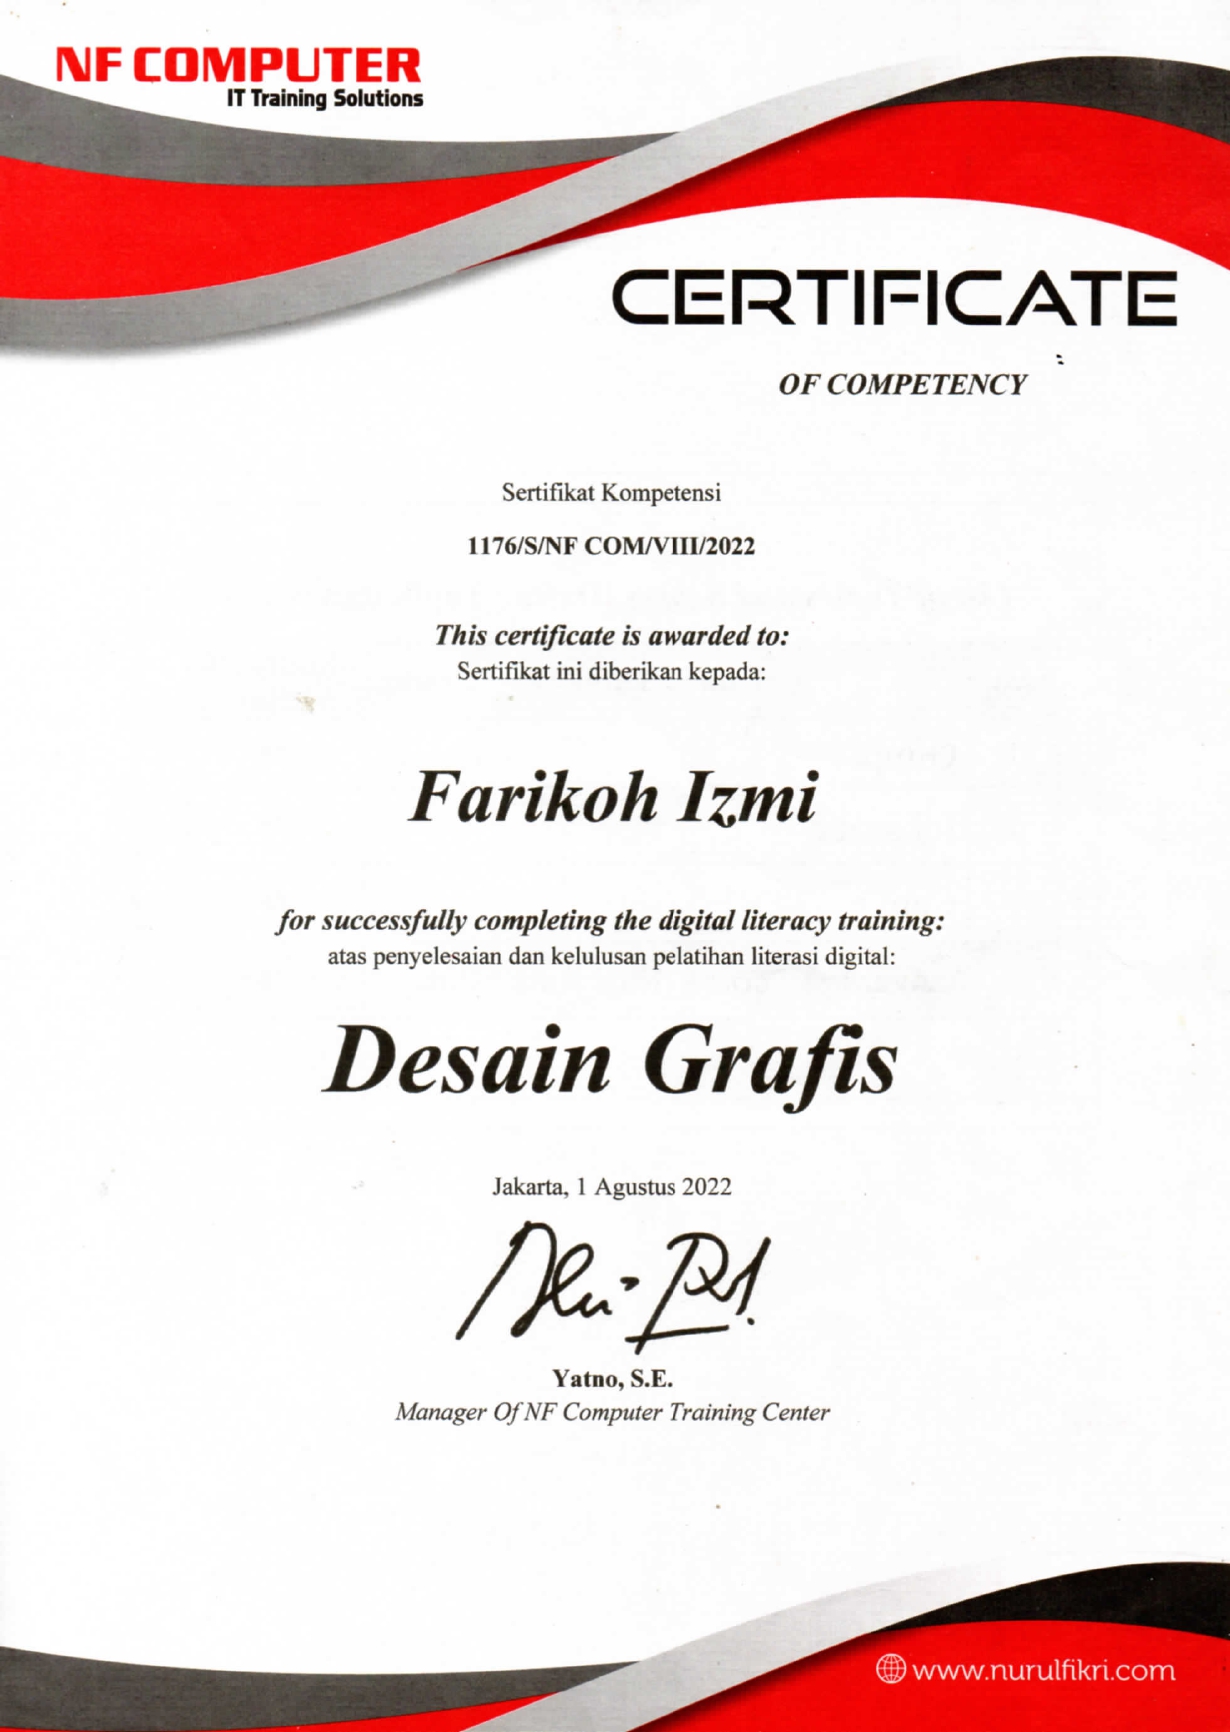 NF COMPUTER
IT Training Solutions
CERTIFICATE
OF COMPETENCY
Sertifikat Kompetensi
1176/S/NF COM/VIII/2022
This certificate is awarded to:
Sertifikat ini diberikan kepada:
Farikoh Izmi
for successfully completing the digital literacy training:
atas penyelesaian dan kelulusan pelatihan literasi digital:
Desain Grafis
Jakarta, 1 Agustus 2022
Yatno, S.E.
Manager Of NF Computer Training Center
www.nurulfikri.com